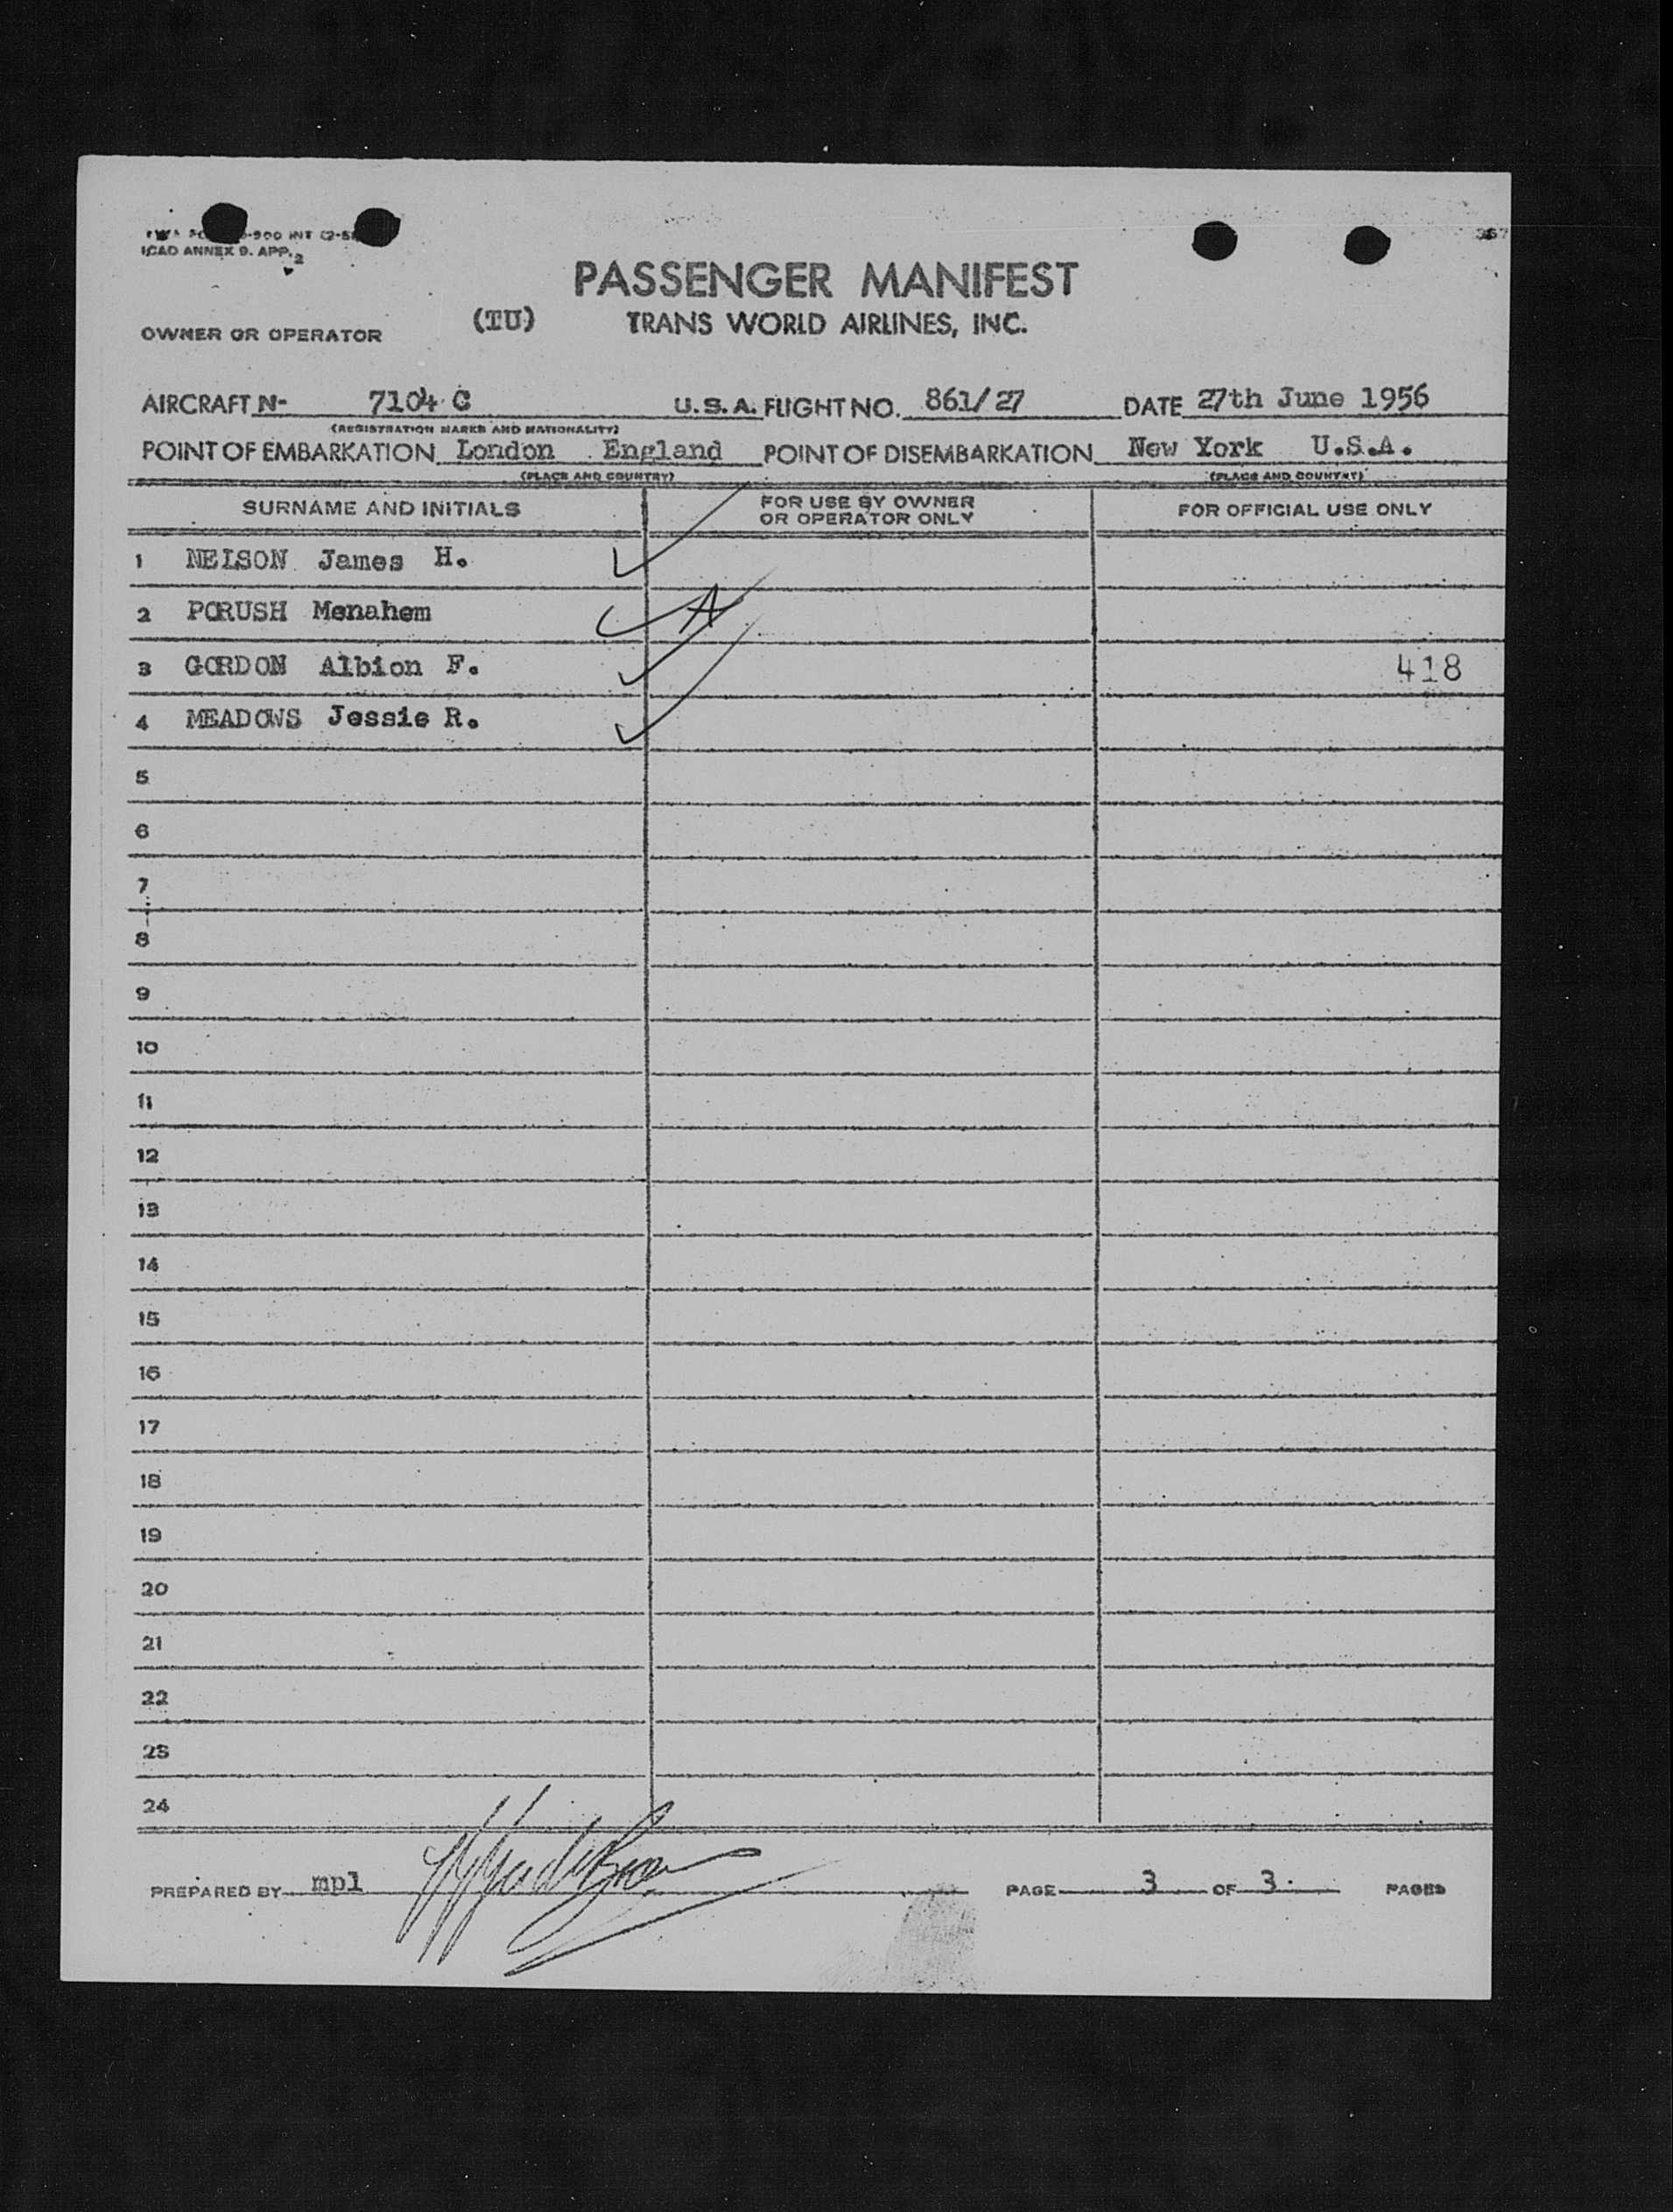 -900 INT (2-5
ICAO ANNEX 9. APP. 2
367
PASSENGER MANIFEST
OWNER OR OPERATOR (TU) TRANS WORLD AIRLINES, INC.
AIRCRAFT N- 7104 C U.S.A. FLIGHT NO. 861/27 DATE 27th June 1956
(REGISTRATION MARKS AND NATIONALITY)
POINT OF EMBARKATION London England POINT OF DISEMBARKATION New York U.S.A.
(PLACE AND COUNTRY) (PLACE AND COUNTRY)
SURNAME AND INITIALS FOR USE BY OWNER OR OPERATOR ONLY FOR OFFICIAL USE ONLY
1 NELSON James H.
2 PORUSH Menahem A
3 GORDON Albion F. 418
4 MEADOWS Jessie R.
5
6
7
8
9
10
11
12
13
14
15
16
17
18
19
20
21
22
23
24
PREPARED BY mpl PAGE 3 OF 3. PAGES